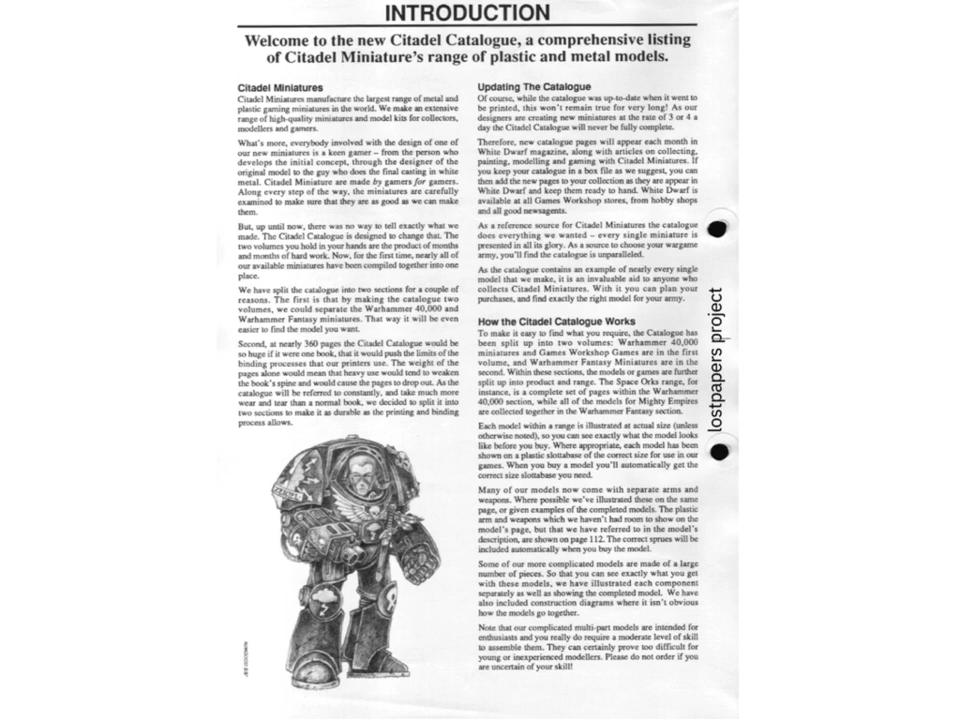 INTRODUCTION
Welcome to the new Citadel Catalogue, a comprehensive listing
of Citadel Miniature's range of plastic and metal models.
Citadel Miniatures
Citadel Miniatures manufacture the largest range of metal and
plastic gaming miniatures in the world. We make an extensive
range of high-quality miniatures and model kits for collectors,
modellers and gamers.
What's more, everybody involved with the design of one of
our new miniatures is a keen gamer – from the person who
develops the initial concept, through the designer of the
original model to the guy who does the final casting in white
metal. Citadel Miniature are made by gamers for gamers.
Along every step of the way, the miniatures are carefully
examined to make sure that they are as good as we can make
them.
But, up until now, there was no way to tell exactly what we
made. The Citadel Catalogue is designed to change that. The
two volumes you hold in your hands are the product of months
and months of hard work. Now, for the first time, nearly all of
our available miniatures have been compiled together into one
place.
We have split the catalogue into two sections for a couple of
reasons. The first is that by making the catalogue two
volumes, we could separate the Warhammer 40,000 and
Warhammer Fantasy miniatures. That way it will be even
easier to find the model you want.
Second, at nearly 360 pages the Citadel Catalogue would be
so huge if it were one book, that it would push the limits of the
binding processes that our printers use. The weight of the
pages alone would mean that heavy use would tend to weaken
the book's spine and would cause the pages to drop out. As the
catalogue will be referred to constantly, and take much more
wear and tear than a normal book, we decided to split it into
two sections to make it as durable as the printing and binding
process allows.
Updating The Catalogue
Of course, while the catalogue was up-to-date when it went to
be printed, this won't remain true for very long! As our
designers are creating new miniatures at the rate of 3 or 4 a
day the Citadel Catalogue will never be fully complete.
Therefore, new catalogue pages will appear each month in
White Dwarf magazine, along with articles on collecting,
painting, modelling and gaming with Citadel Miniatures. If
you keep your catalogue in a box file as we suggest, you can
then add the new pages to your collection as they are appear in
White Dwarf and keep them ready to hand. White Dwarf is
available at all Games Workshop stores, from hobby shops
and all good newsagents.
As a reference source for Citadel Miniatures the catalogue
does everything we wanted – every single miniature is
presented in all its glory. As a source to choose your wargame
army, you'll find the catalogue is unparalleled.
As the catalogue contains an example of nearly every single
model that we make, it is an invaluable aid to anyone who
collects Citadel Miniatures. With it you can plan your
purchases, and find exactly the right model for your army.
How the Citadel Catalogue Works
To make it easy to find what you require, the Catalogue has
been split up into two volumes: Warhammer 40,000
miniatures and Games Workshop Games are in the first
volume, and Warhammer Fantasy Miniatures are in the
second. Within these sections, the models or games are further
split up into product and range. The Space Orks range, for
instance, is a complete set of pages within the Warhammer
40,000 section, while all of the models for Mighty Empires
are collected together in the Warhammer Fantasy section.
Each model within a range is illustrated at actual size (unless
otherwise noted), so you can see exactly what the model looks
like before you buy. Where appropriate, each model has been
shown on a plastic slottabase of the correct size for use in our
games. When you buy a model you'll automatically get the
correct size slottabase you need.
Many of our models now come with separate arms and
weapons. Where possible we've illustrated these on the same
page, or given examples of the completed models. The plastic
arm and weapons which we haven't had room to show on the
model's page, but that we have referred to in the model's
description, are shown on page 112. The correct sprues will be
included automatically when you buy the model.
Some of our more complicated models are made of a large
number of pieces. So that you can see exactly what you get
with these models, we have illustrated each component
separately as well as showing the completed model. We have
also included construction diagrams where it isn't obvious
how the models go together.
Note that our complicated multi-part models are intended for
enthusiasts and you really do require a moderate level of skill
to assemble them. They can certainly prove too difficult for
young or inexperienced modellers. Please do not order if you
are uncertain of your skill!
lostpapers project